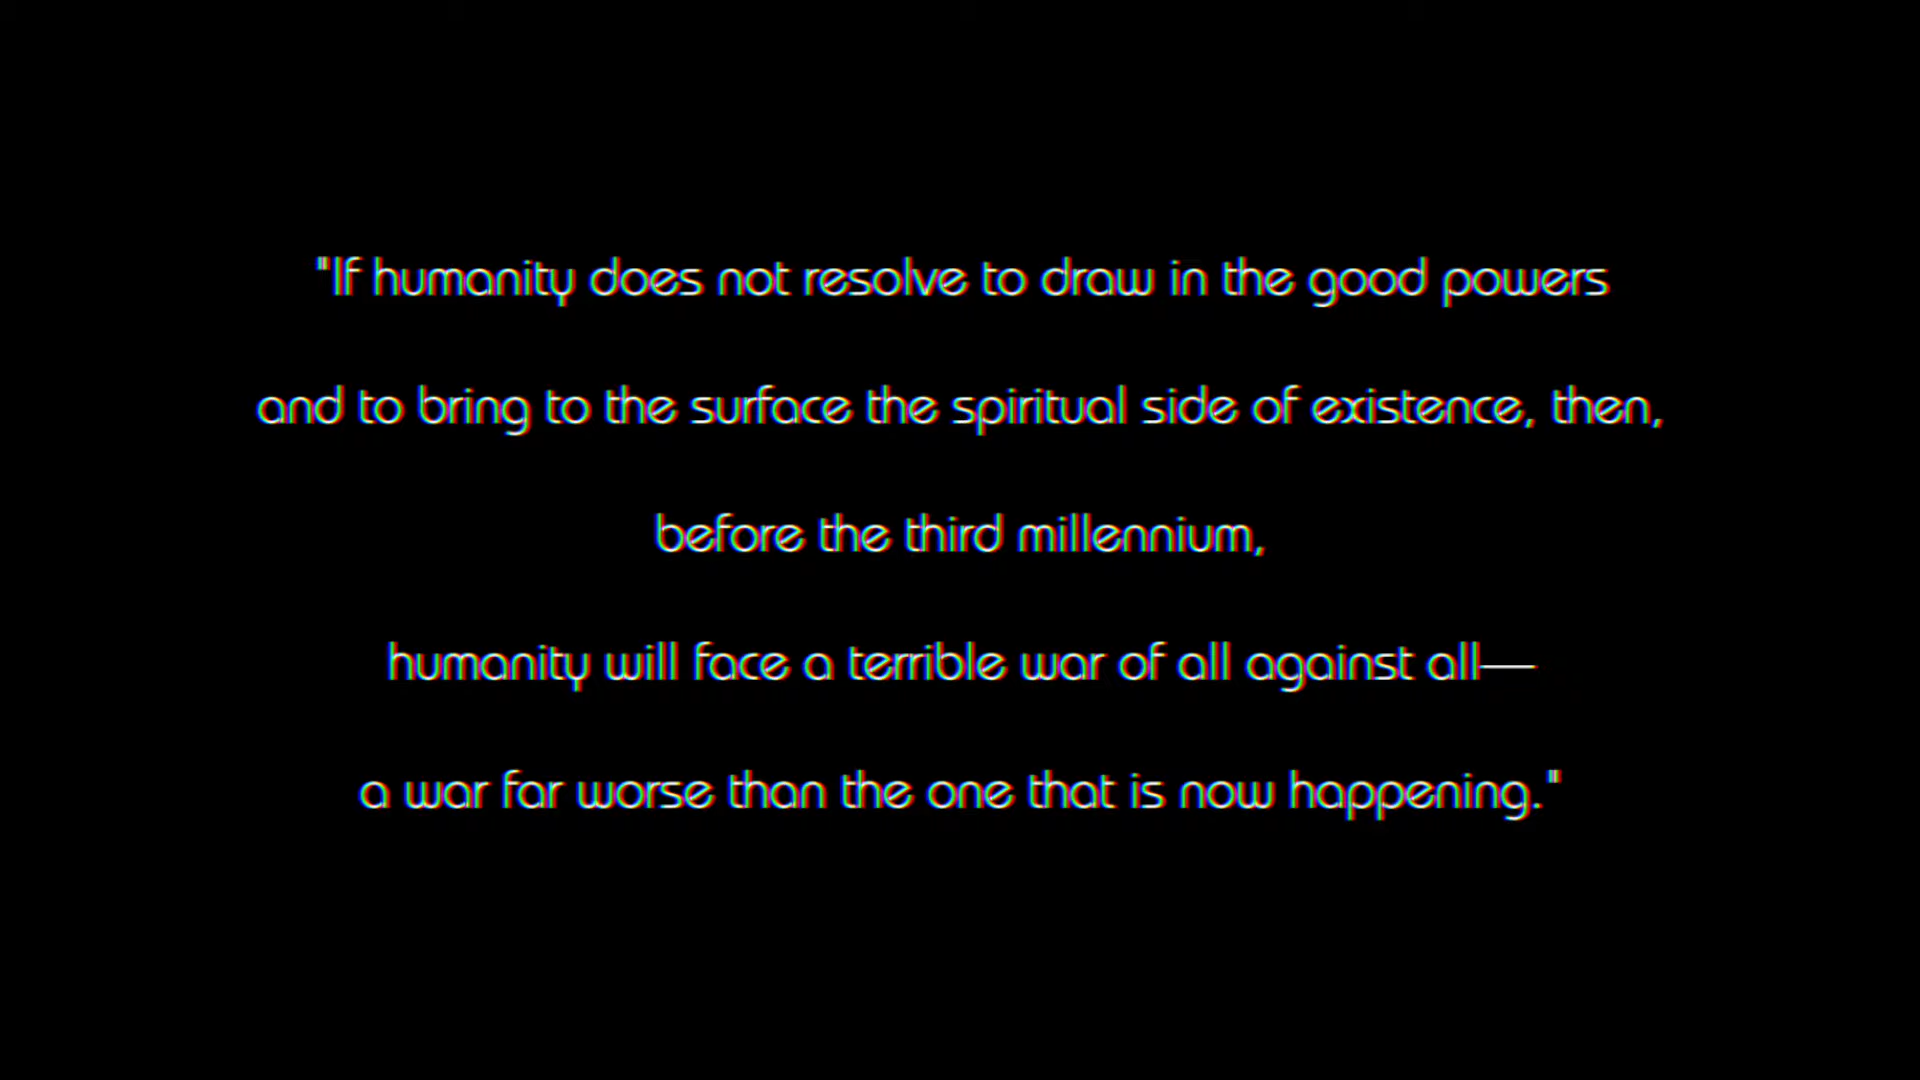 "If humanity does not resolve to draw in the good powers
and to bring to the surface the spiritual side of existence, then,
before the third millennium,
humanity will face a terrible war of all against all—
a war far worse than the one that is now happening."